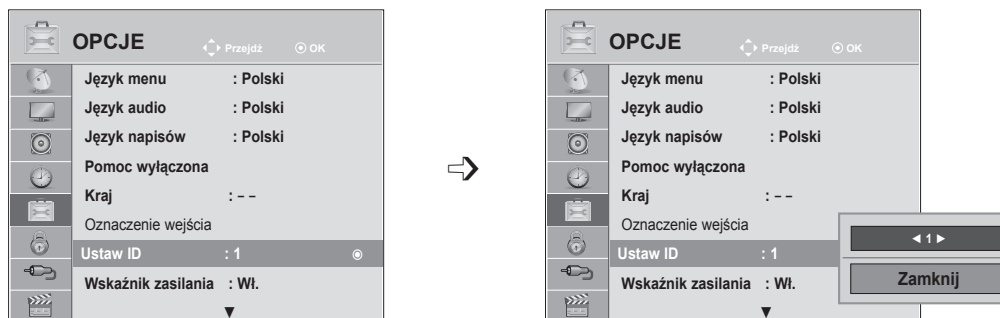 OPCJE Przejdź OK
Język menu : Polski
Język audio : Polski
Język napisów : Polski
Pomoc wyłączona
Kraj : – –
Oznaczenie wejścia
Ustaw ID : 1
Wskaźnik zasilania : Wł.
OPCJE Przejdź OK
Język menu : Polski
Język audio : Polski
Język napisów : Polski
Pomoc wyłączona
Kraj : – –
Oznaczenie wejścia
Ustaw ID : 1
Wskaźnik zasilania : Wł.
◄ 1 ►
Zamknij